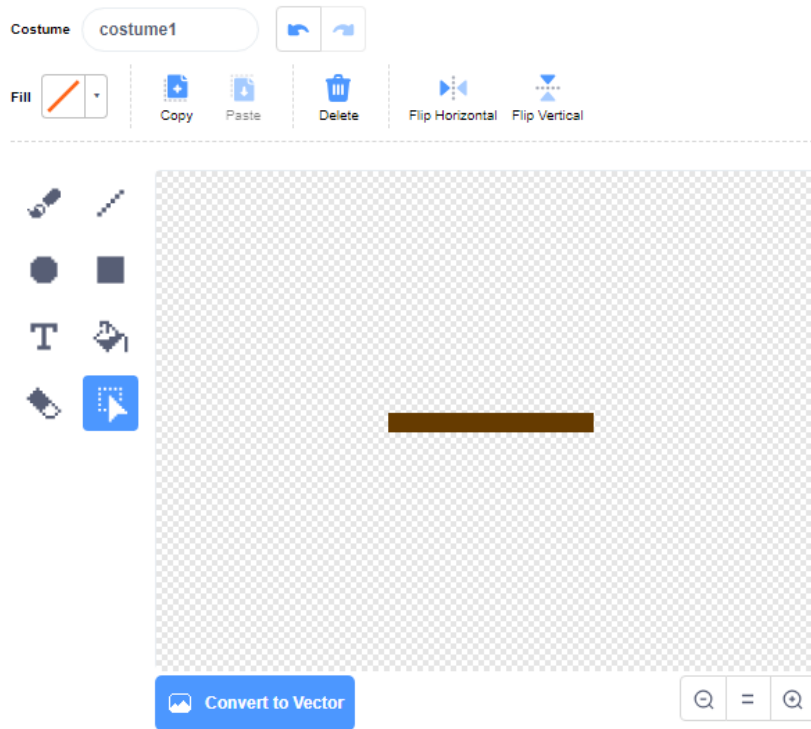 Costume costume1
Fill
Copy Paste Delete Flip Horizontal Flip Vertical
T
Convert to Vector
=